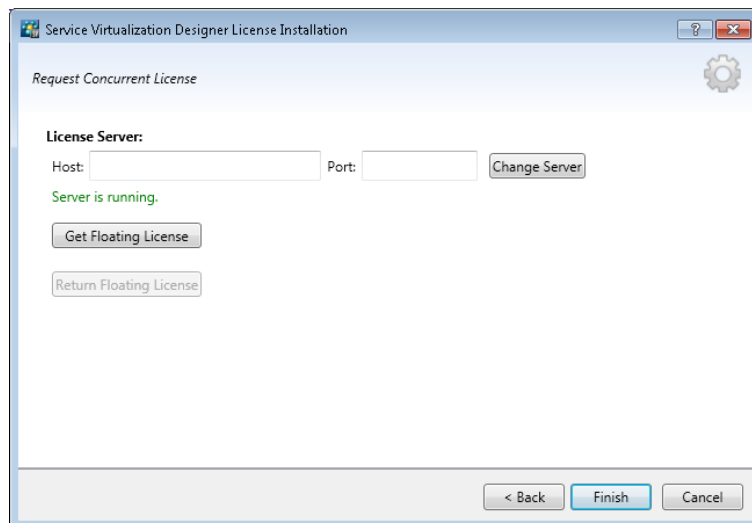 Service Virtualization Designer License Installation
Request Concurrent License
License Server:
Host: Port: Change Server
Server is running.
Get Floating License
Return Floating License
< Back Finish Cancel